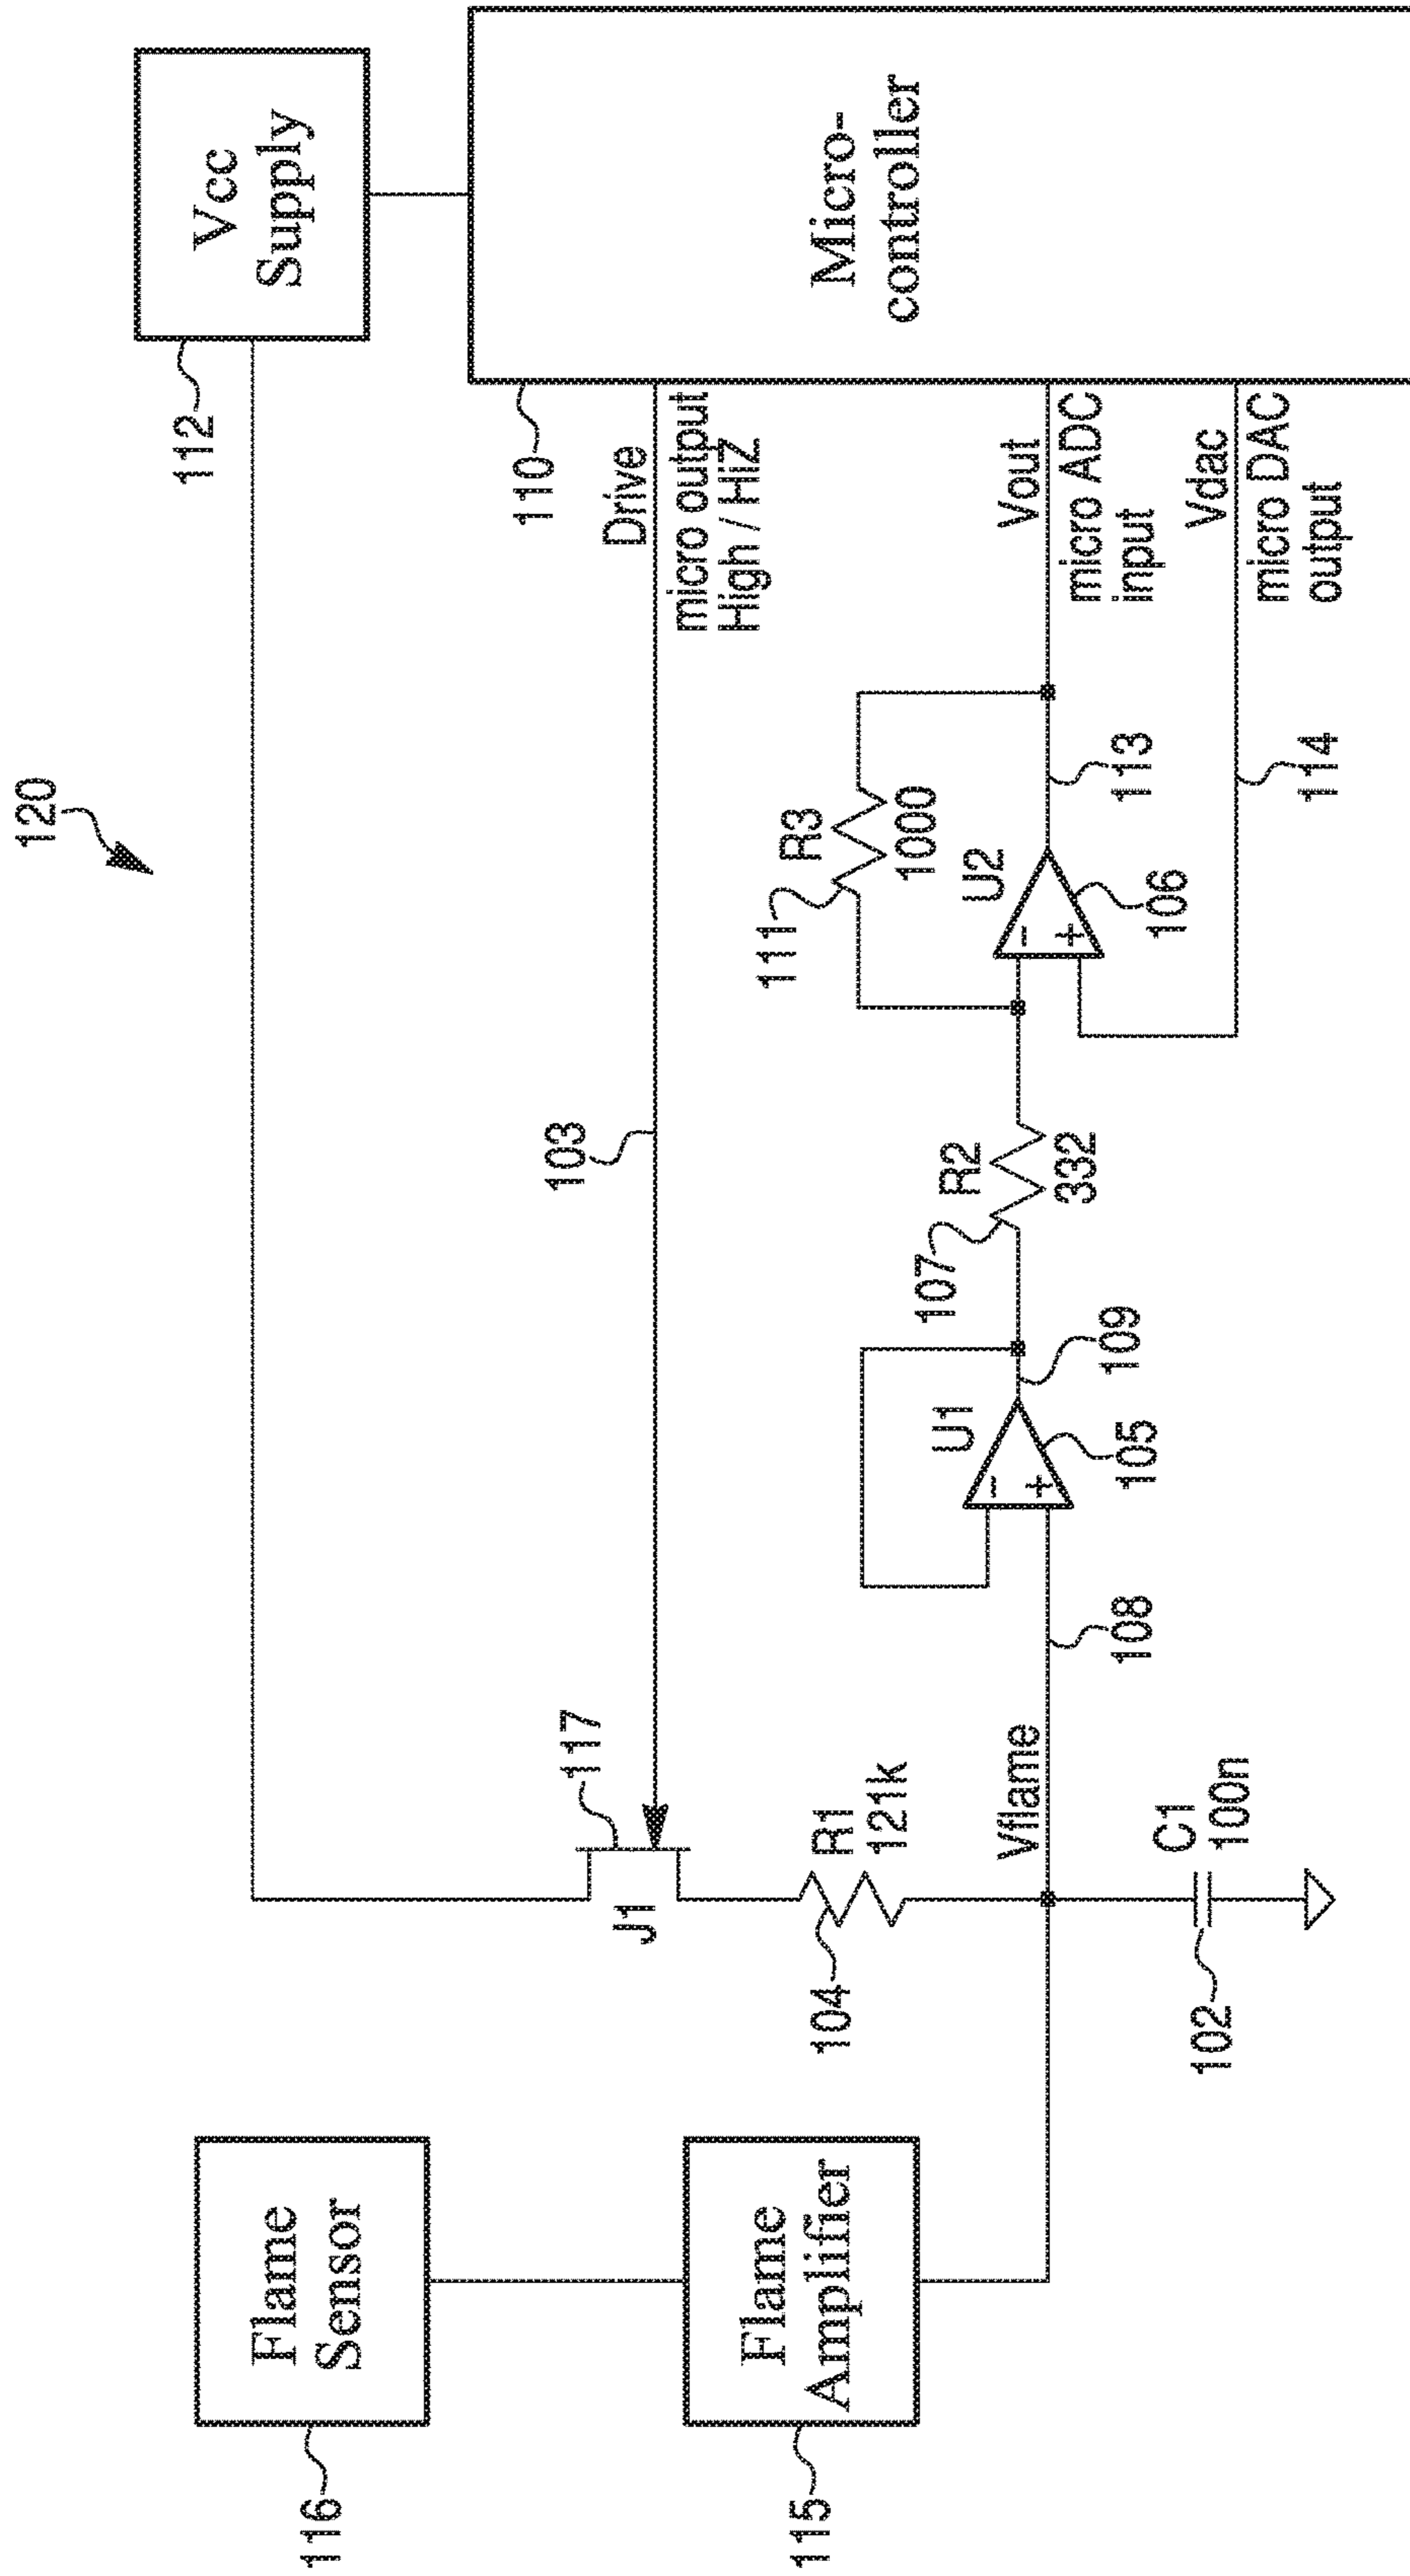 120
Flame
Sensor
116
Flame
Amplifier
115
Vcc
Supply
112
Micro-
controller
110
103
Drive
micro output
High / HiZ
J1
117
R1
121k
104
Vflame
C1
100n
102
108
U1
-
+
105
109
107
R2
332
111
R3
1000
U2
-
+
106
113
Vout
micro ADC
input
Vdac
micro DAC
output
114